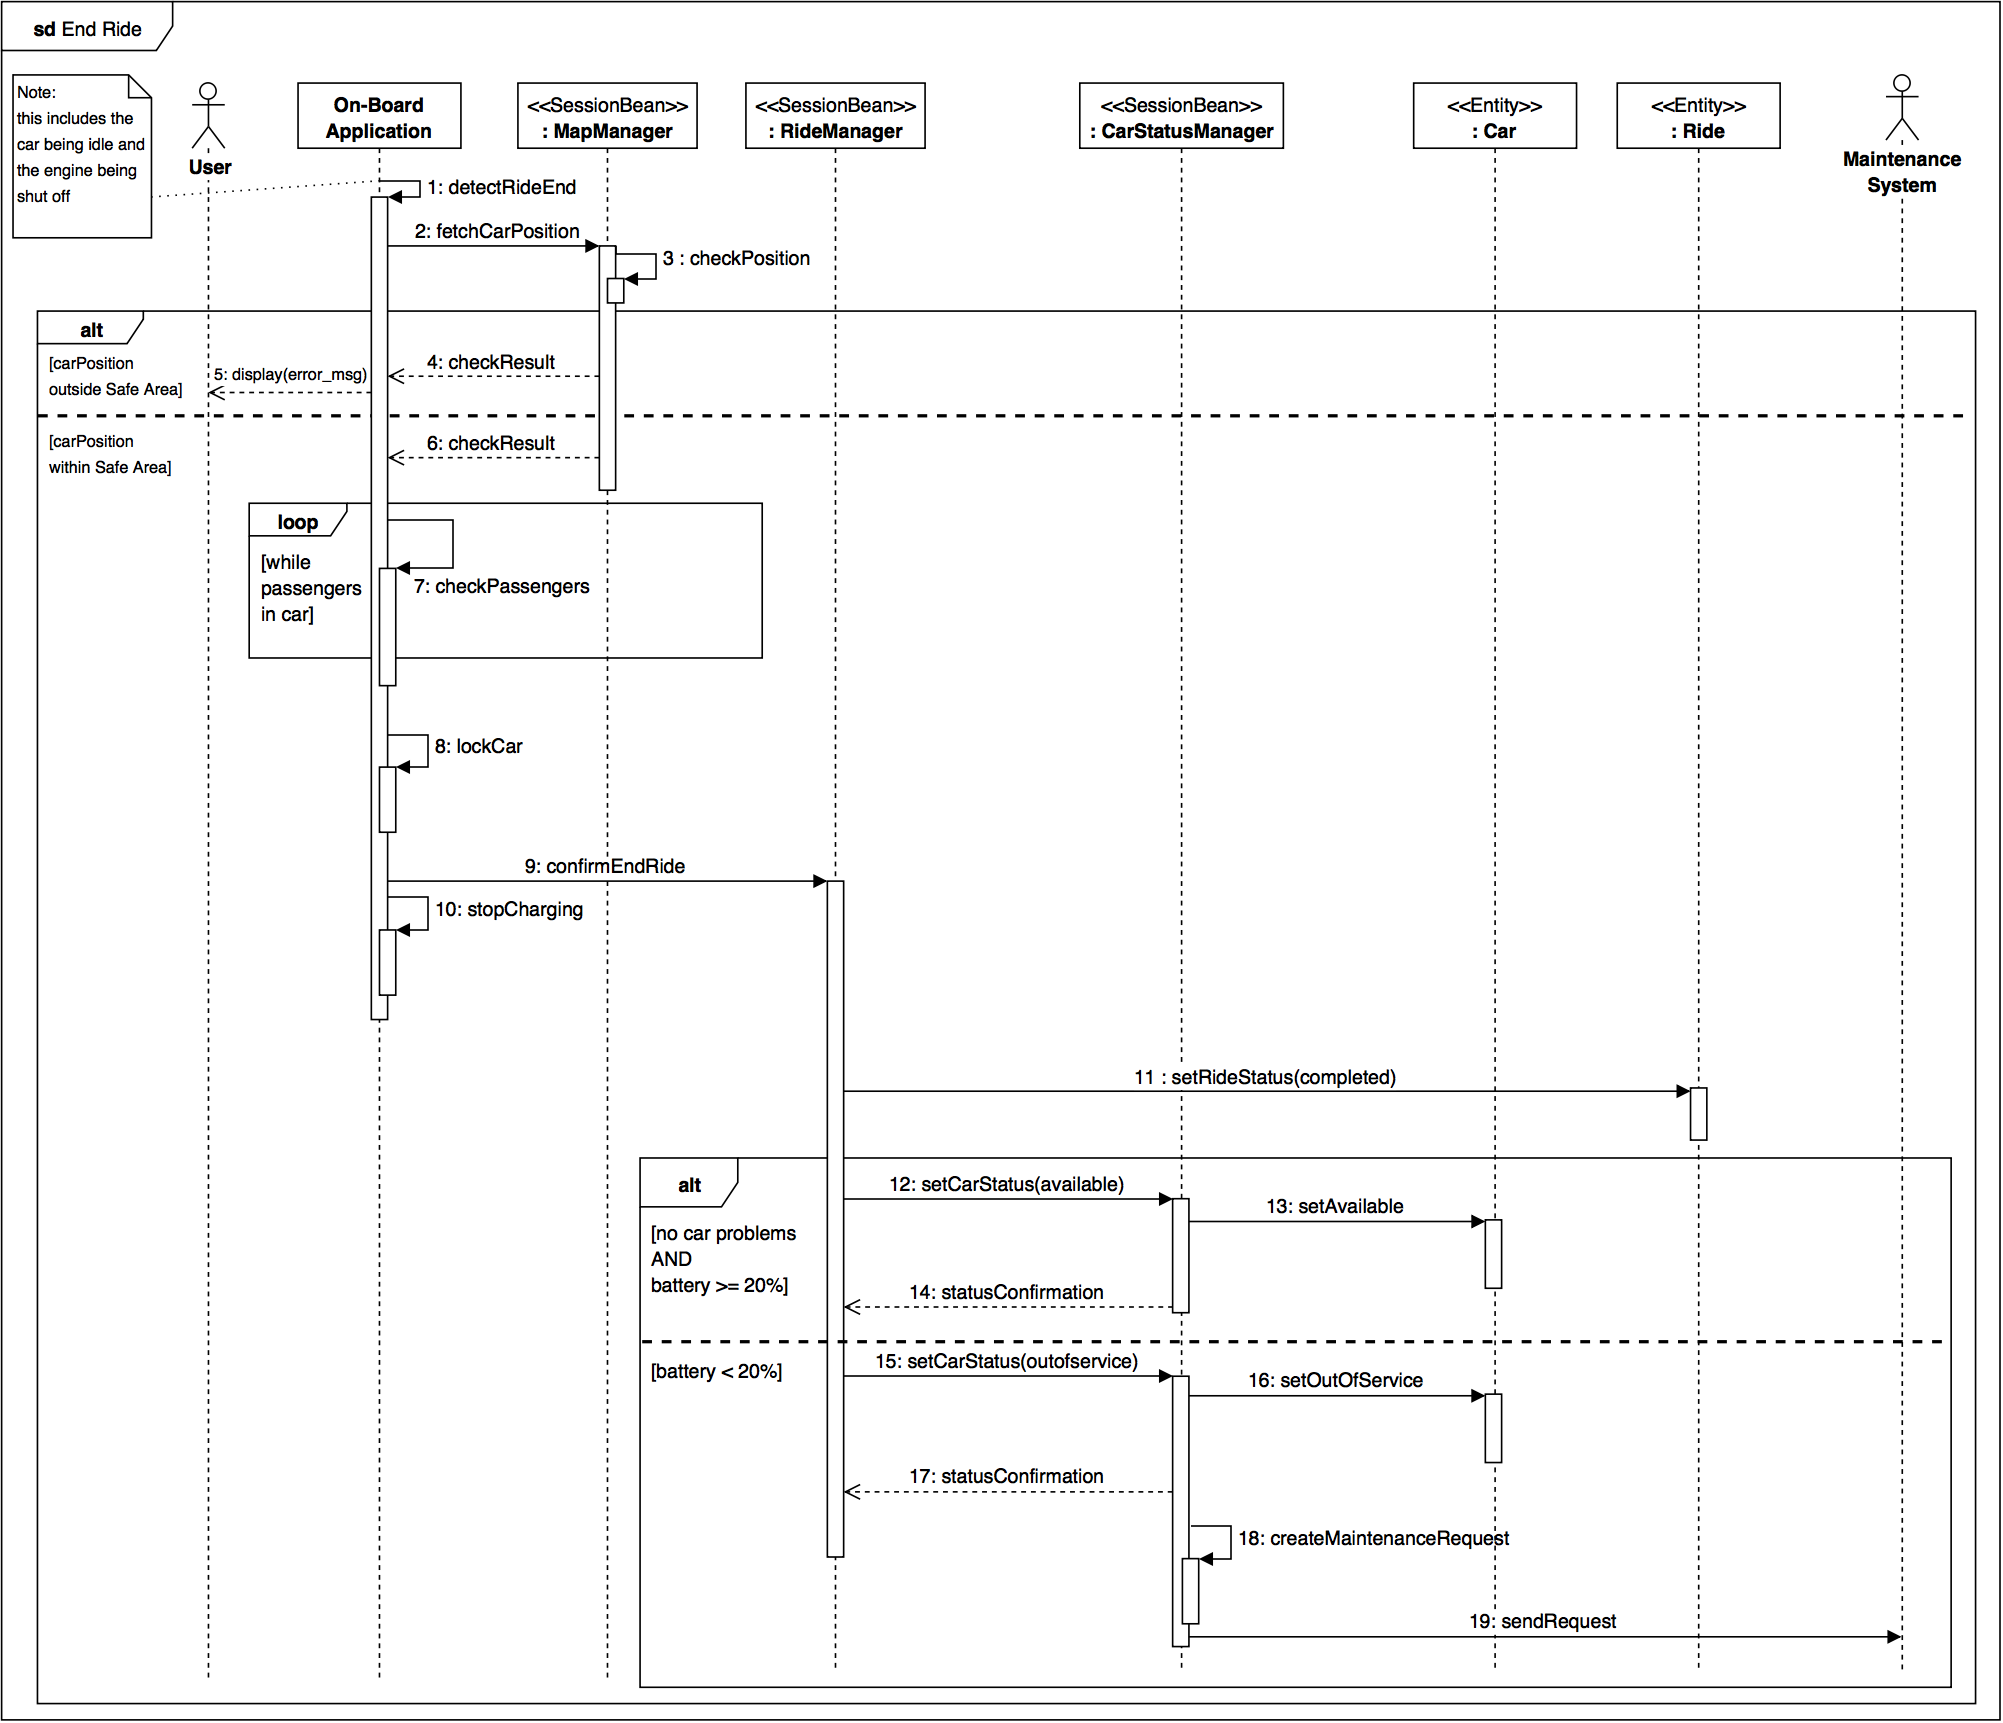 sd End Ride
Note:
this includes the
car being idle and
the engine being
shut off
User
On-Board
Application
<<SessionBean>>
: MapManager
<<SessionBean>>
: RideManager
<<SessionBean>>
: CarStatusManager
<<Entity>>
: Car
<<Entity>>
: Ride
Maintenance
System
1: detectRideEnd
2: fetchCarPosition
3 : checkPosition
alt
[carPosition
outside Safe Area]
4: checkResult
5: display(error_msg)
[carPosition
within Safe Area]
6: checkResult
loop
[while
passengers
in car]
7: checkPassengers
8: lockCar
9: confirmEndRide
10: stopCharging
11 : setRideStatus(completed)
alt
[no car problems
AND
battery >= 20%]
12: setCarStatus(available)
13: setAvailable
14: statusConfirmation
[battery < 20%]
15: setCarStatus(outofservice)
16: setOutOfService
17: statusConfirmation
18: createMaintenanceRequest
19: sendRequest